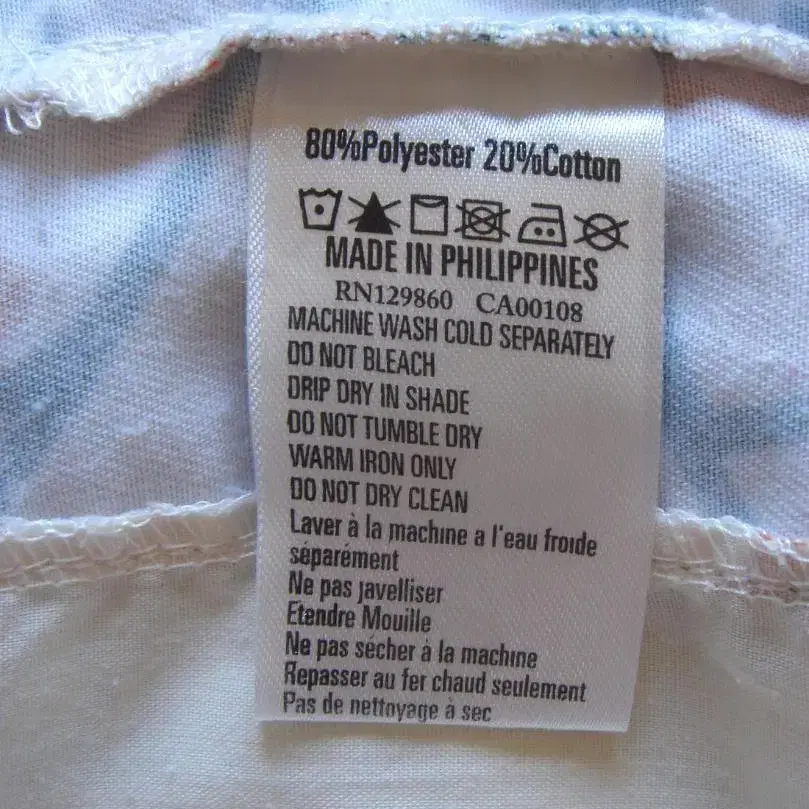 80%Polyester 20%Cotton
MADE IN PHILIPPINES
RN129860 CA00108
MACHINE WASH COLD SEPARATELY
DO NOT BLEACH
DRIP DRY IN SHADE
DO NOT TUMBLE DRY
WARM IRON ONLY
DO NOT DRY CLEAN
Laver à la machine a l'eau froide
séparément
Ne pas javelliser
Etendre Mouille
Ne pas sècher à la machine
Repasser au fer chaud seulement
Pas de nettoyage à sec